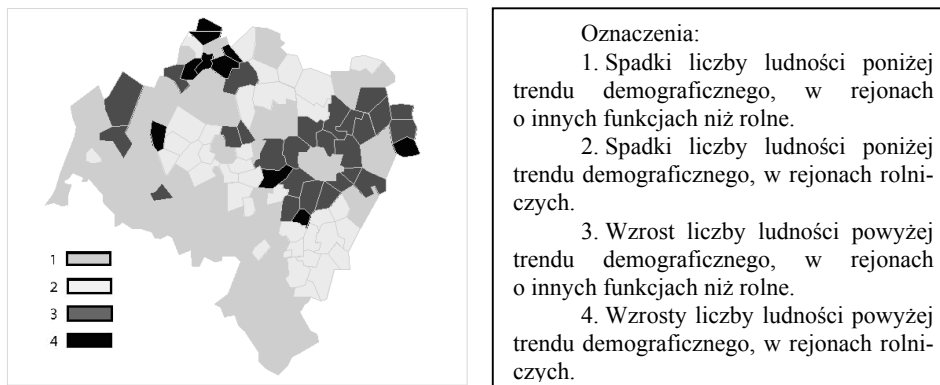 1
2
3
4
Oznaczenia:
1. Spadki liczby ludności poniżej
trendu demograficznego, w rejonach
o innych funkcjach niż rolne.
2. Spadki liczby ludności poniżej
trendu demograficznego, w rejonach rolni-
czych.
3. Wzrost liczby ludności powyżej
trendu demograficznego, w rejonach
o innych funkcjach niż rolne.
4. Wzrosty liczby ludności powyżej
trendu demograficznego, w rejonach rolni-
czych.